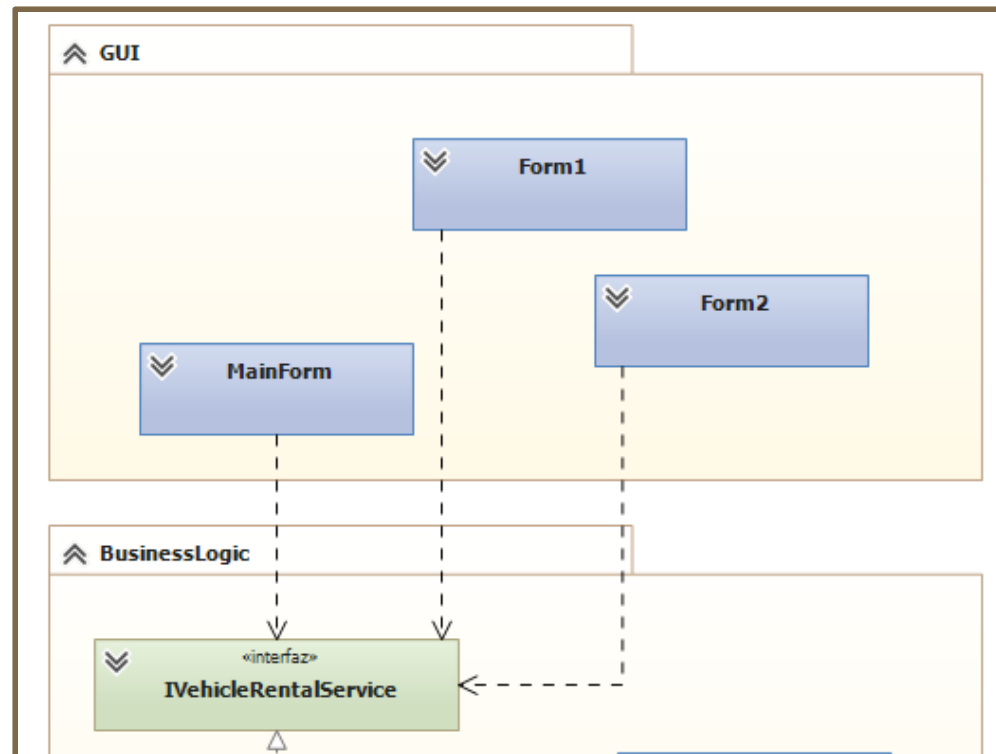 GUI
Form1
Form2
MainForm
BusinessLogic
«interfaz»
IVehicleRentalService